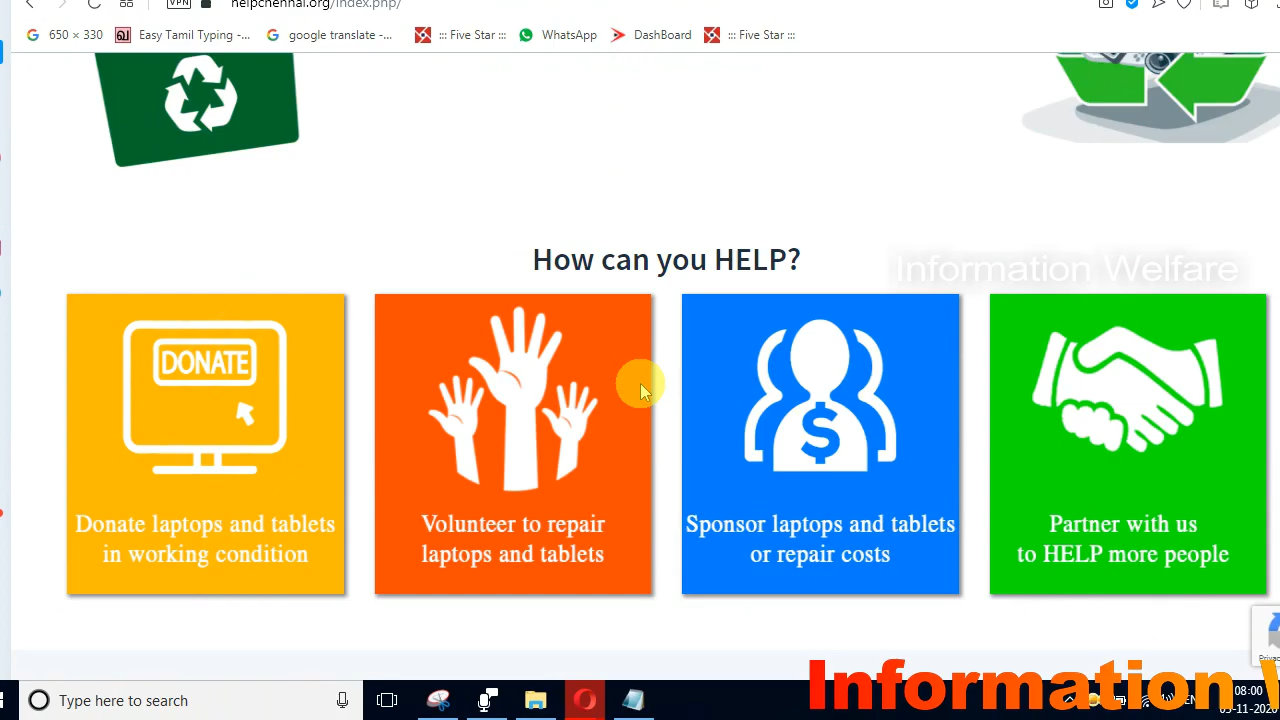 VPN
helpchennai.org/index.php/
650 × 330
Easy Tamil Typing -...
google translate -...
::: Five Star :::
WhatsApp
DashBoard
::: Five Star :::
How can you HELP?
Information Welfare
DONATE
Donate laptops and tablets
in working condition
Volunteer to repair
laptops and tablets
$
Sponsor laptops and tablets
or repair costs
Partner with us
to HELP more people
Type here to search
Information
08:00